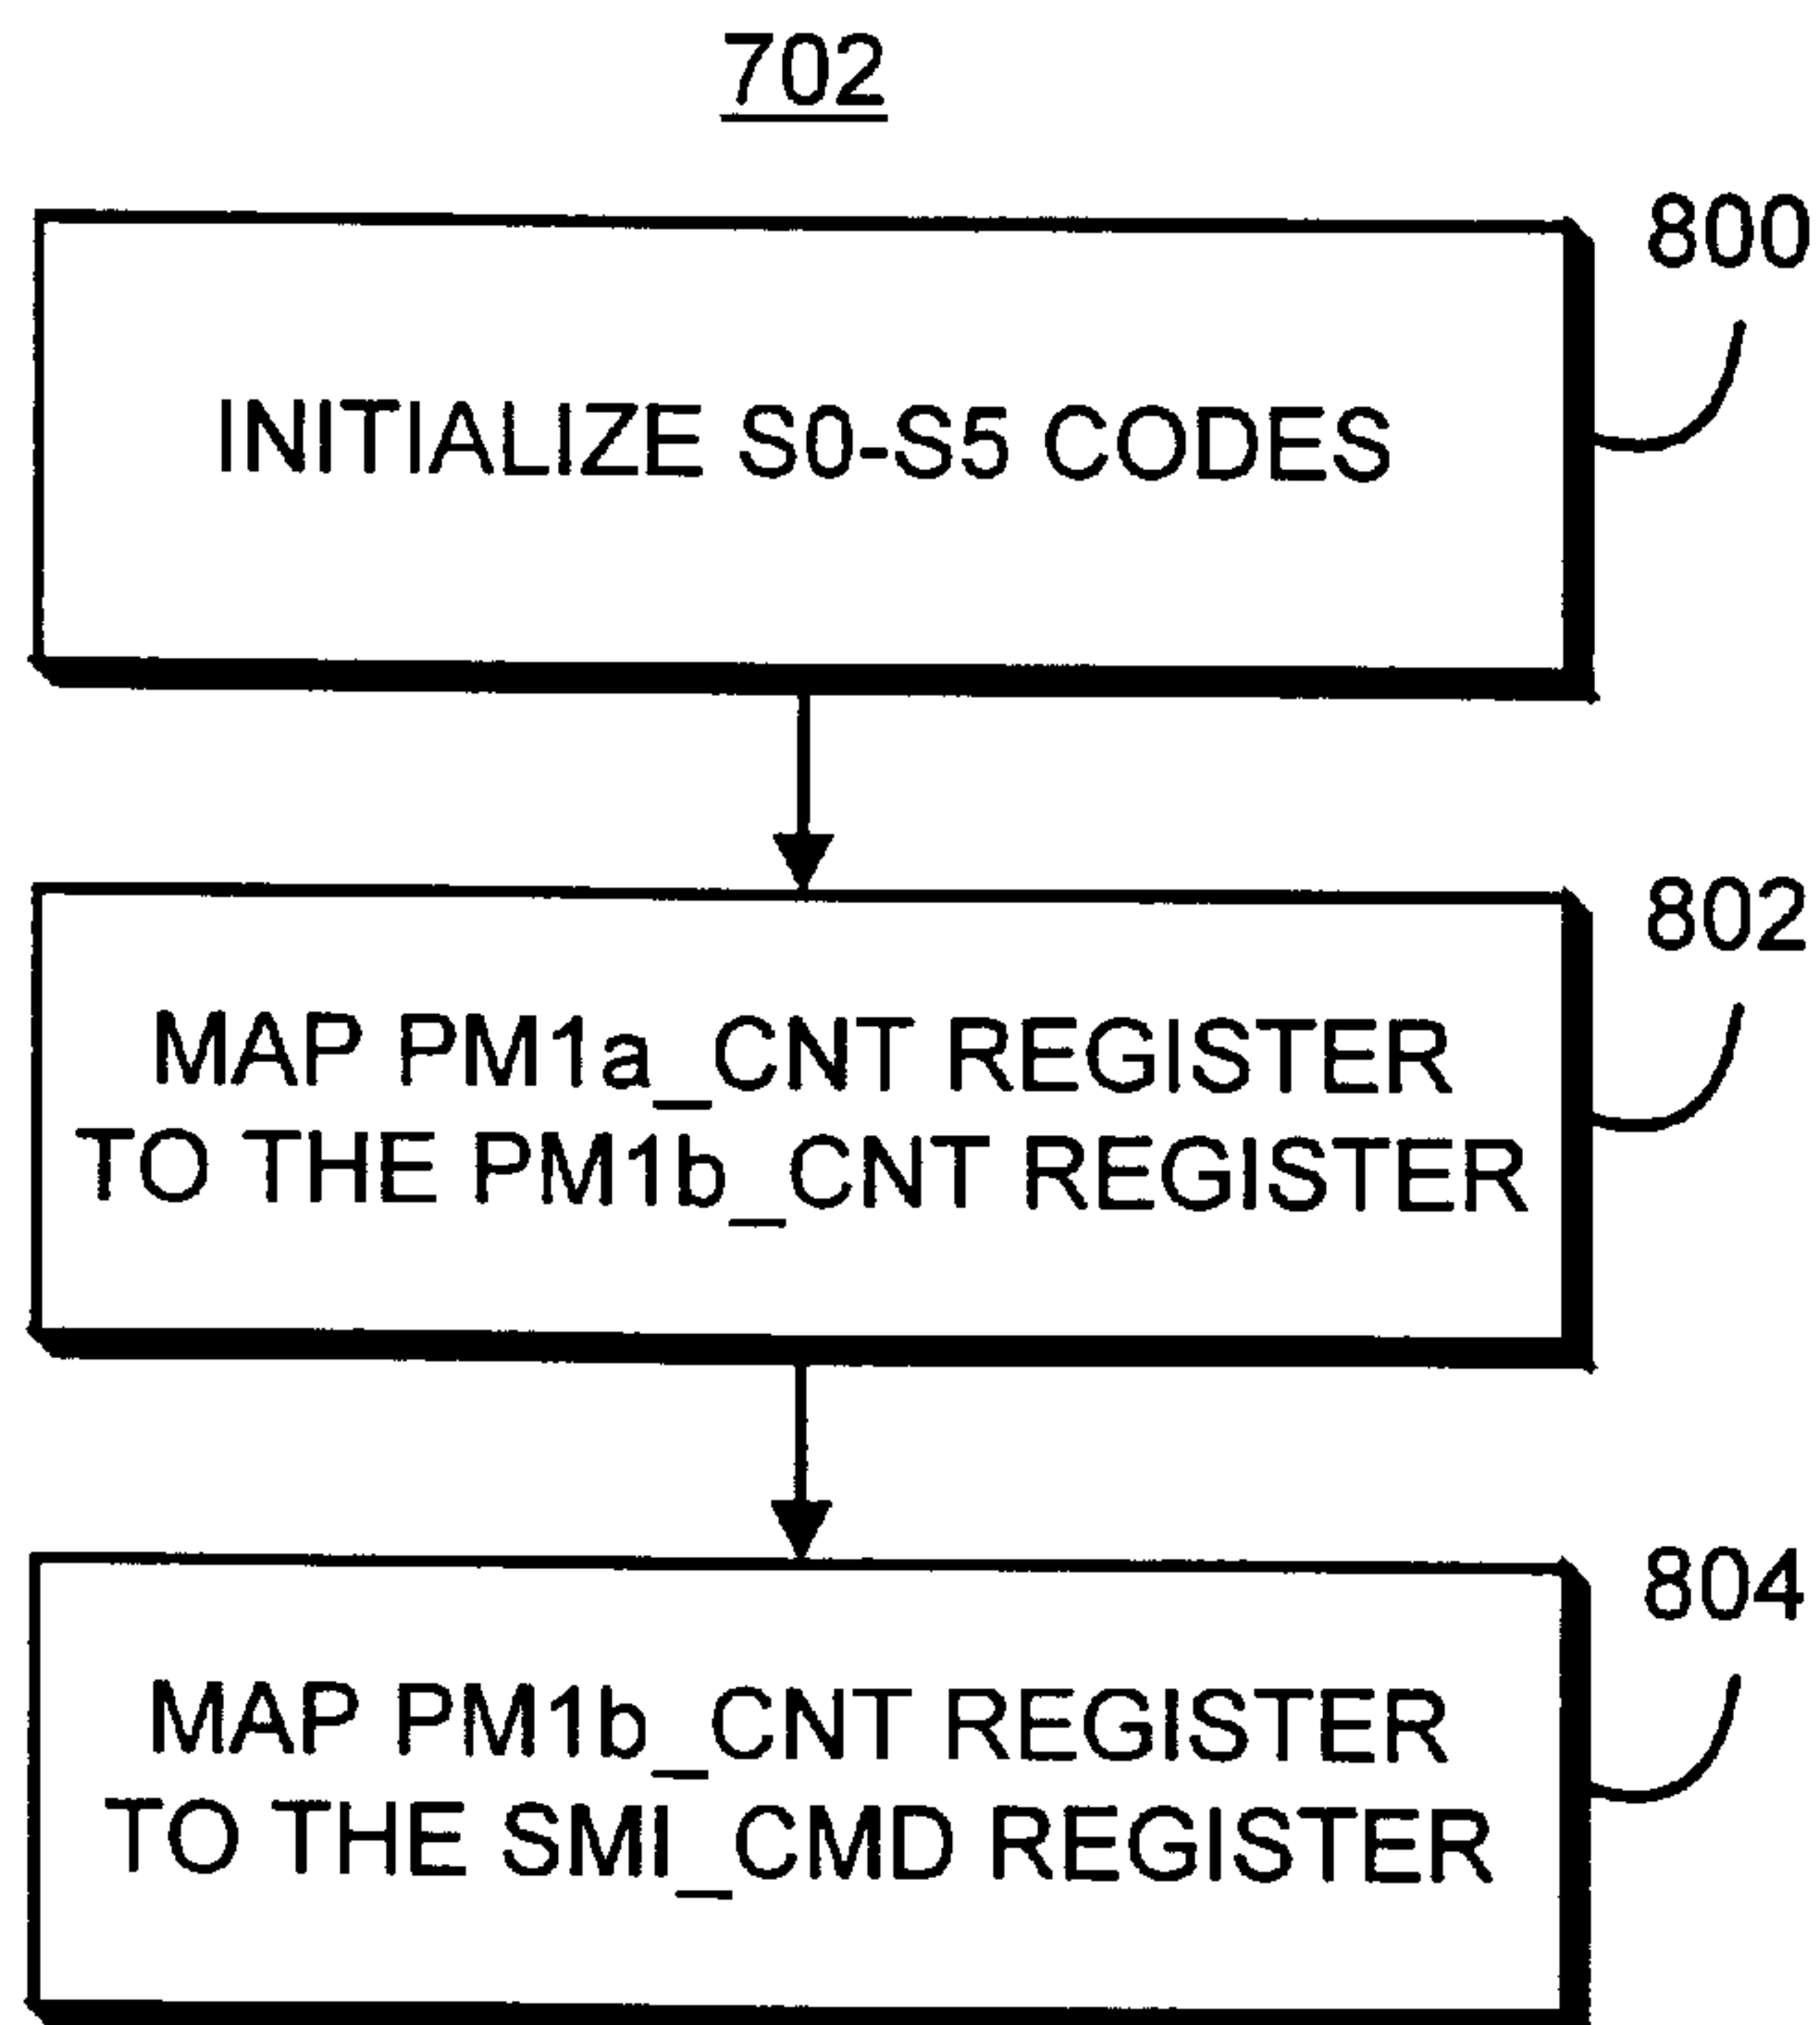 702
800
INITIALIZE S0-S5 CODES
802
MAP PM1a_CNT REGISTER
TO THE PM1b_CNT REGISTER
804
MAP PM1b_CNT REGISTER
TO THE SMI_CMD REGISTER